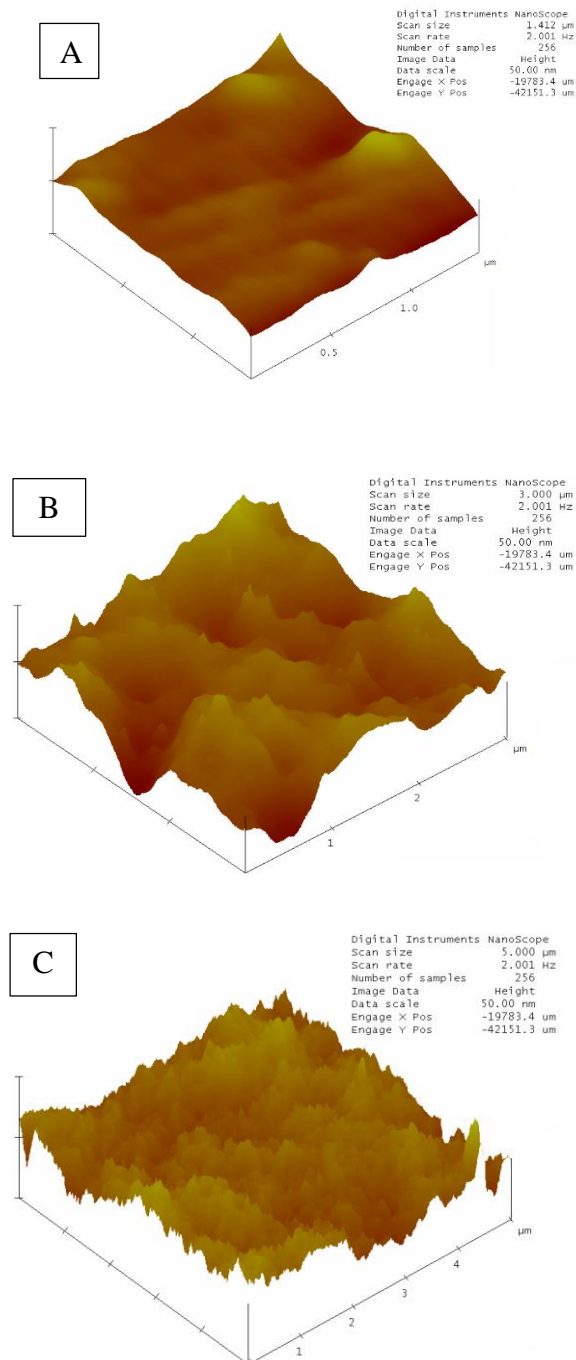 A
Digital Instruments NanoScope
Scan size 1.412 µm
Scan rate 2.001 Hz
Number of samples 256
Image Data Height
Data scale 50.00 nm
Engage X Pos -19783.4 um
Engage Y Pos -42151.3 um
µm
1.0
0.5
B
Digital Instruments NanoScope
Scan size 3.000 µm
Scan rate 2.001 Hz
Number of samples 256
Image Data Height
Data scale 50.00 nm
Engage X Pos -19783.4 um
Engage Y Pos -42151.3 um
µm
2
1
C
Digital Instruments NanoScope
Scan size 5.000 µm
Scan rate 2.001 Hz
Number of samples 256
Image Data Height
Data scale 50.00 nm
Engage X Pos -19783.4 um
Engage Y Pos -42151.3 um
µm
4
3
2
1